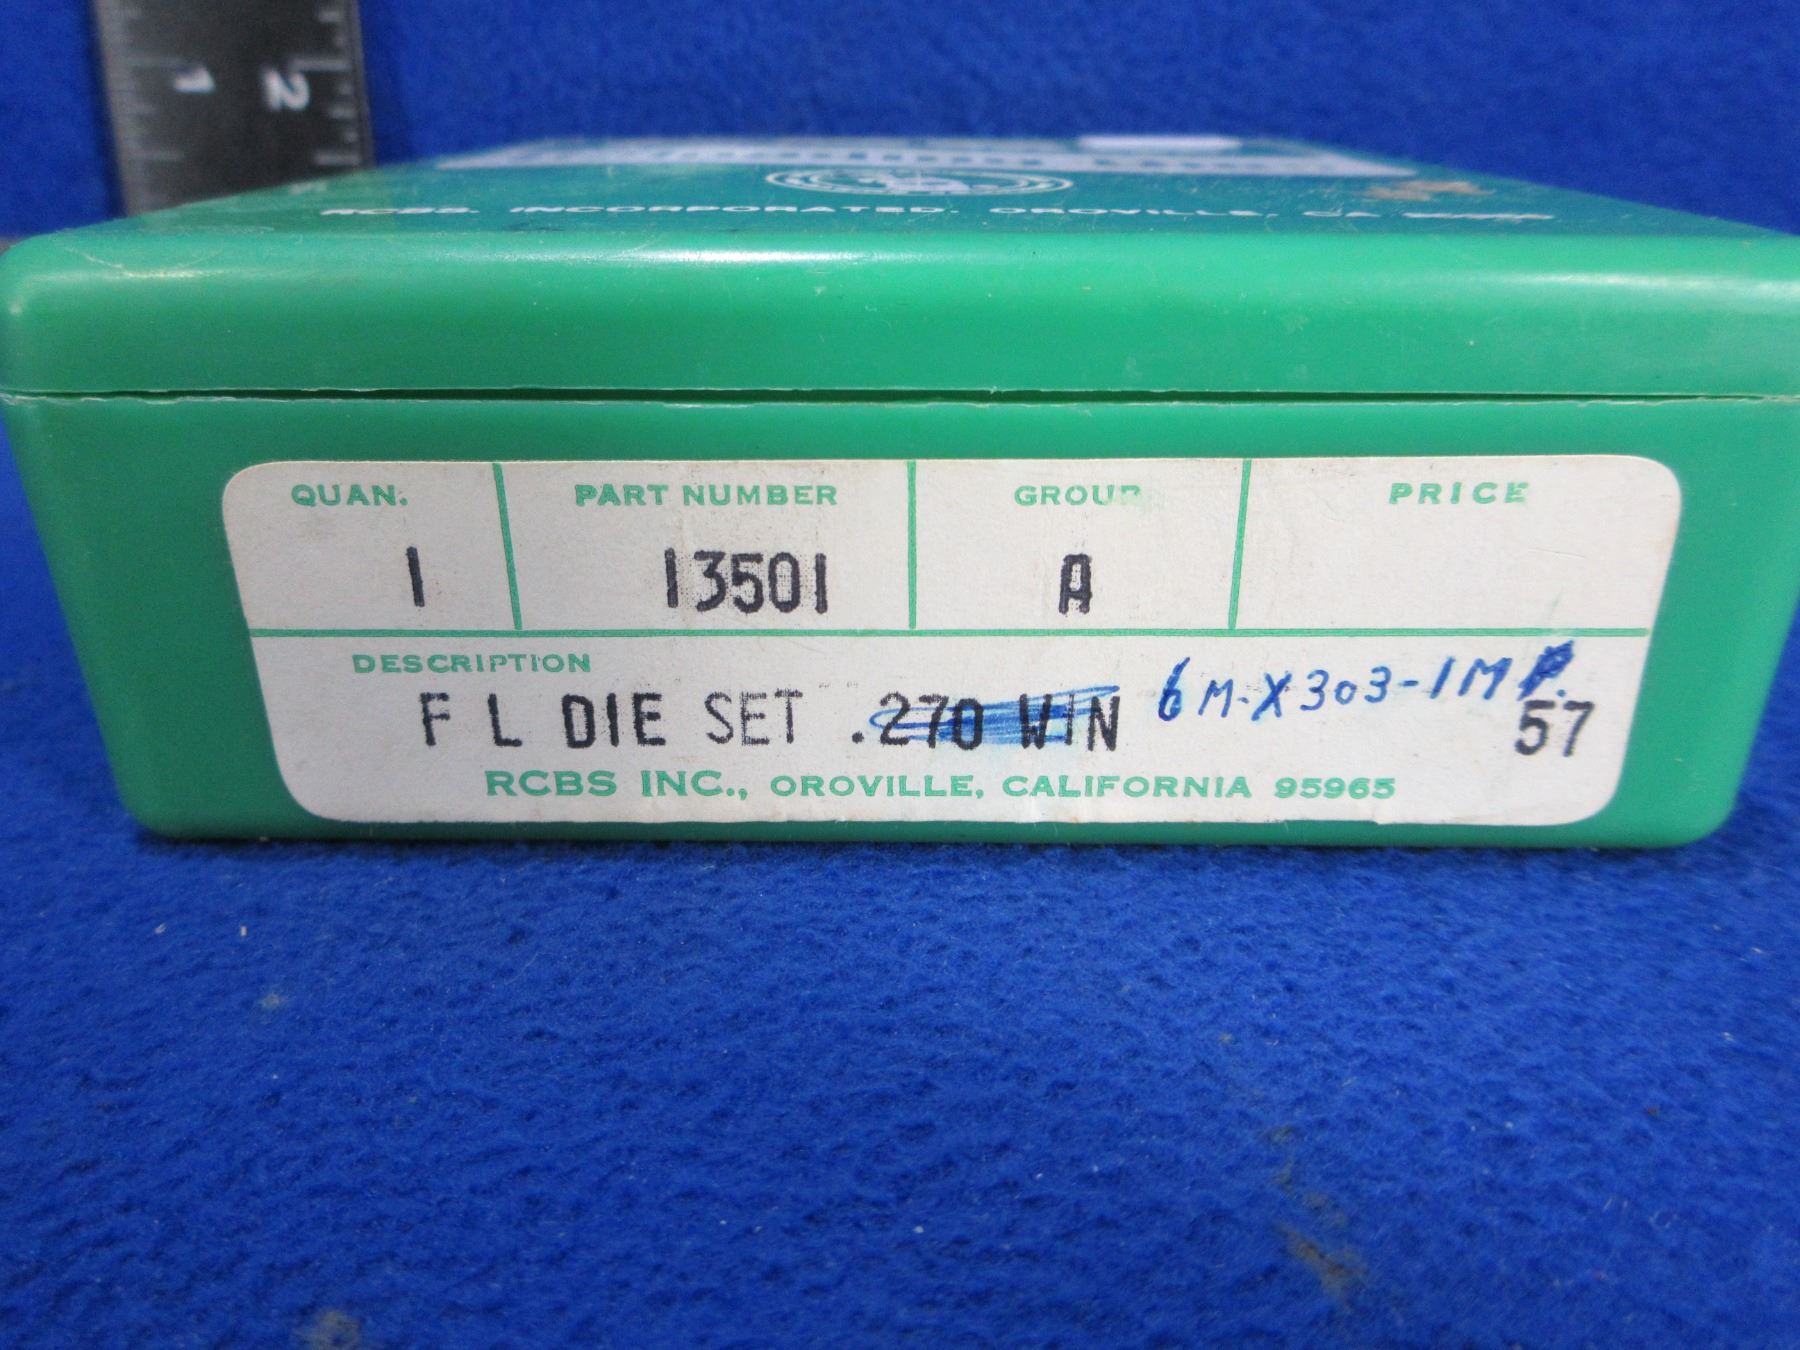 1 2
RCBS, INCORPORATED, OROVILLE, CA
QUAN. PART NUMBER GROUP PRICE
1 13501 A
DESCRIPTION
F L DIE SET .270 WIN 6M-X303-1MP. 57
RCBS INC., OROVILLE, CALIFORNIA 95965